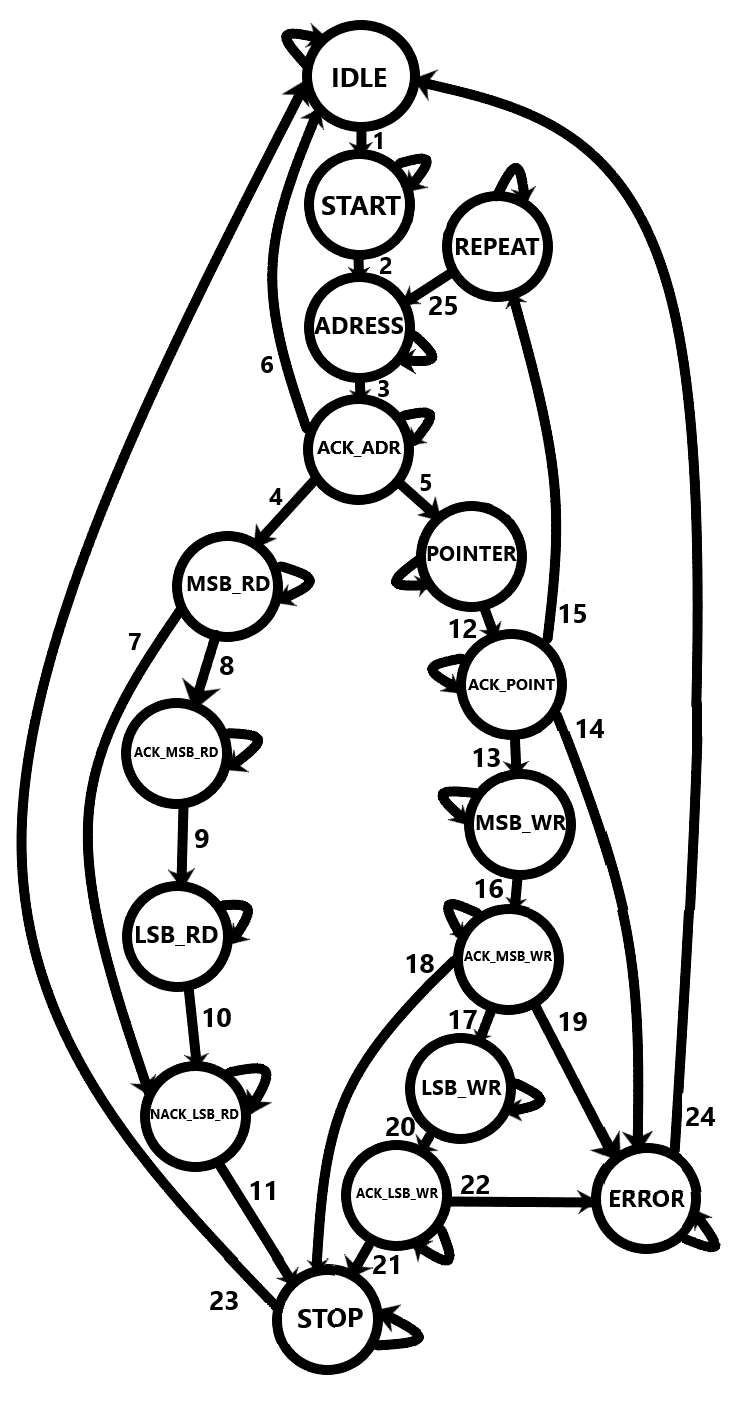 IDLE
1
START
REPEAT
2
25
ADRESS
6
3
ACK_ADR
4
5
POINTER
MSB_RD
7
8
12
15
ACK_POINT
14
ACK_MSB_RD
13
MSB_WR
9
16
LSB_RD
18
ACK_MSB_WR
10
17
19
LSB_WR
NACK_LSB_RD
20
24
11
ACK_LSB_WR
22
ERROR
21
23
STOP